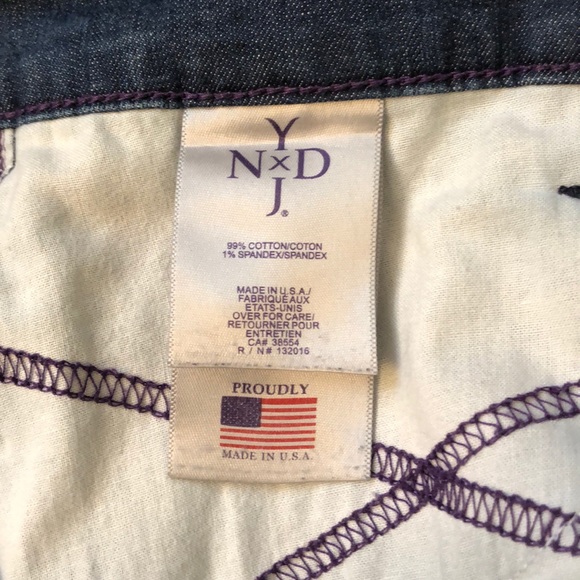 Y
N×D
J®
99% COTTON/COTON
1% SPANDEX/SPANDEX
MADE IN U.S.A./
FABRIQUÉ AUX
ETATS-UNIS
OVER FOR CARE/
RETOURNER POUR
ENTRETIEN
CA# 38554
R / N# 132016
PROUDLY
MADE IN U.S.A.